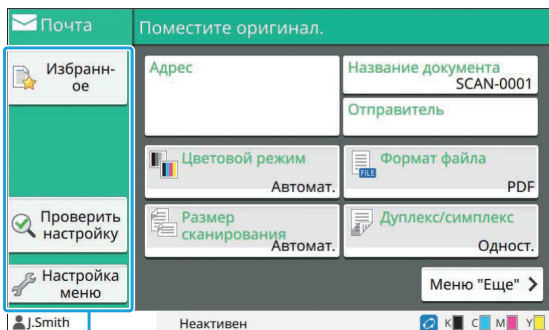 Почта
Поместите оригинал.
Избранн-
ое
Проверить
настройку
Настройка
меню
Адрес
Название документа
SCAN-0001
Отправитель
Цветовой режим
Автомат.
FILE
Формат файла
PDF
Размер
сканирования
Автомат.
Дуплекс/симплекс
Одност.
Меню "Еще"
J.Smith
Неактивен
K C M Y